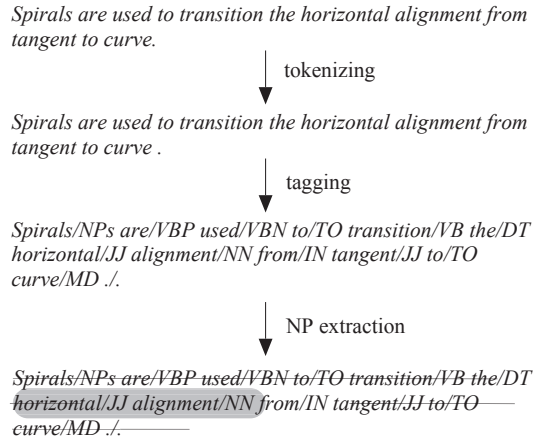 Spirals are used to transition the horizontal alignment from
tangent to curve.
tokenizing
Spirals are used to transition the horizontal alignment from
tangent to curve .
tagging
Spirals/NPs are/VBP used/VBN to/TO transition/VB the/DT
horizontal/JJ alignment/NN from/IN tangent/JJ to/TO
curve/MD ./.
NP extraction
Spirals/NPs are/VBP used/VBN to/TO transition/VB the/DT
horizontal/JJ alignment/NN from/IN tangent/JJ to/TO
curve/MD ./.